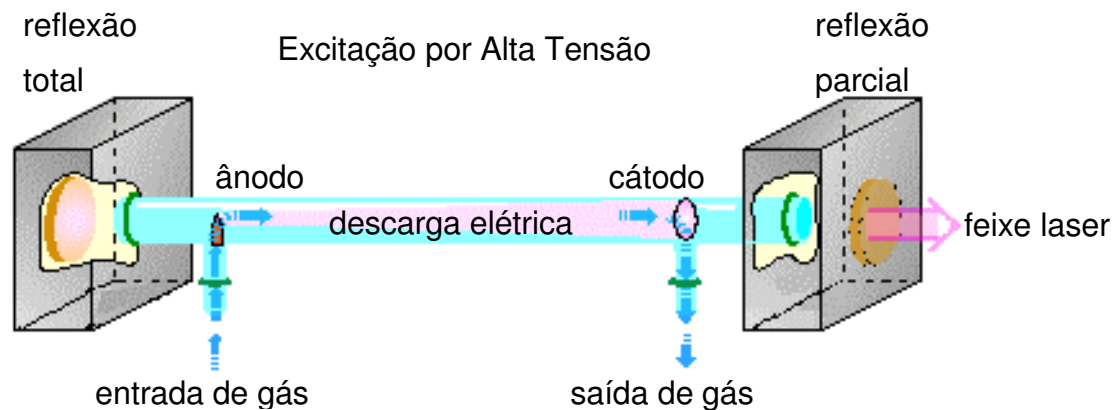 reflexão
total
Excitação por Alta Tensão
reflexão
parcial
ânodo
cátodo
descarga elétrica
feixe laser
entrada de gás
saída de gás